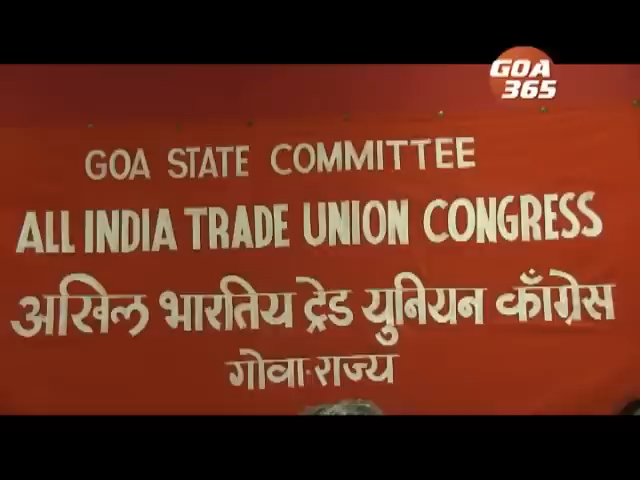 GOA
365
GOA STATE COMMITTEE
ALL INDIA TRADE UNION CONGRESS
अखिल भारतिय ट्रेड युनियन काँग्रेस
गोवा राज्य